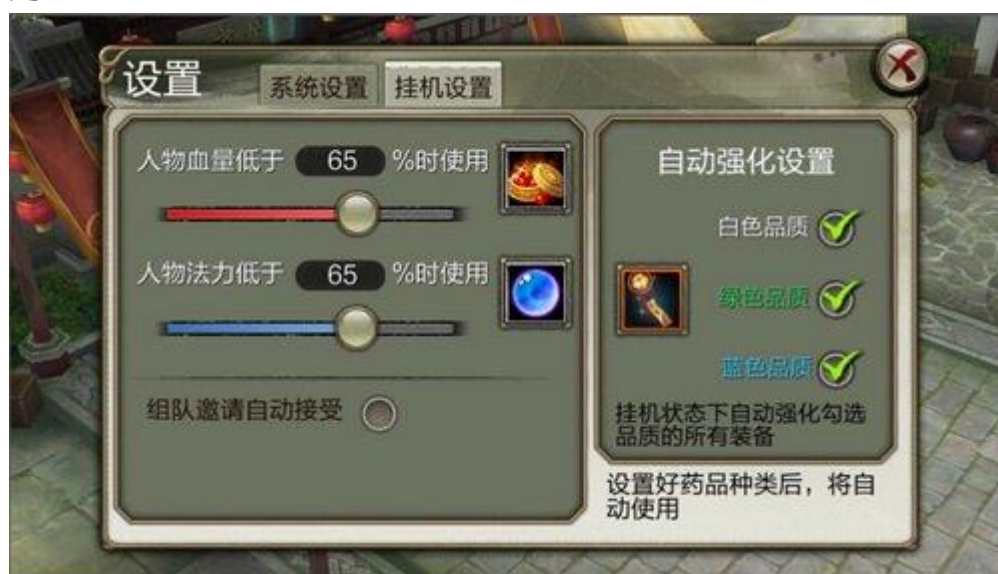 设置
系统设置
挂机设置
人物血量低于 65 %时使用
人物法力低于 65 %时使用
组队邀请自动接受
自动强化设置
白色品质
绿色品质
蓝色品质
挂机状态下自动强化勾选
品质的所有装备
设置好药品种类后，将自
动使用